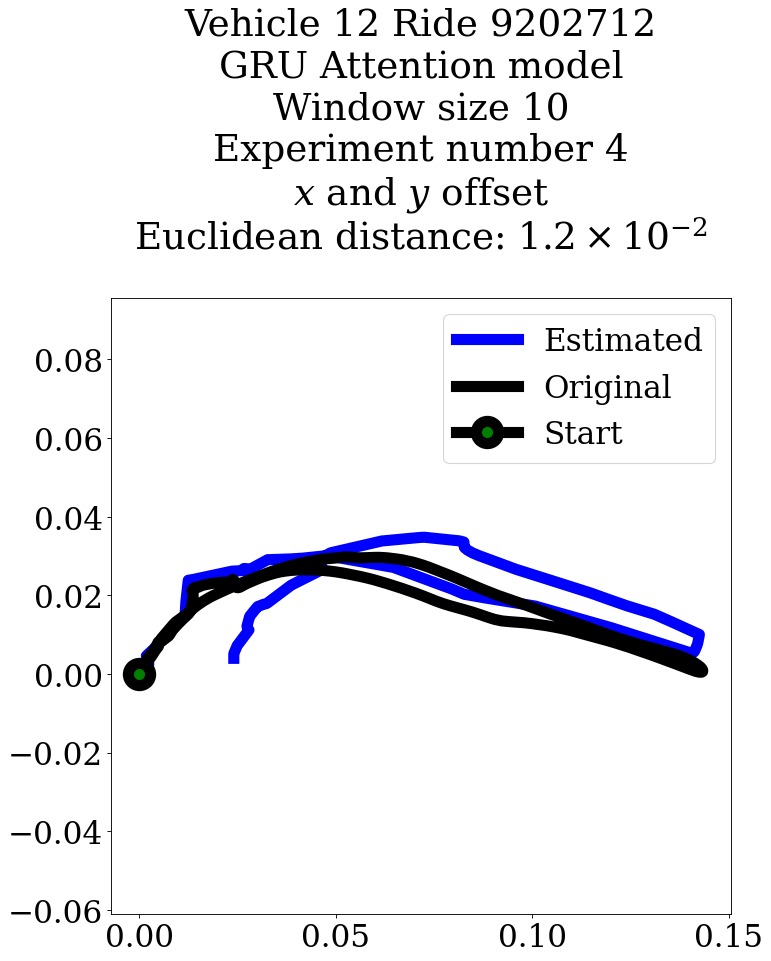 Vehicle 12 Ride 9202712
GRU Attention model
Window size 10
Experiment number 4
x and y offset
Euclidean distance: 1.2 × 10⁻²
Estimated
Original
Start
0.08
0.06
0.04
0.02
0.00
−0.02
−0.04
−0.06
0.00 0.05 0.10 0.15